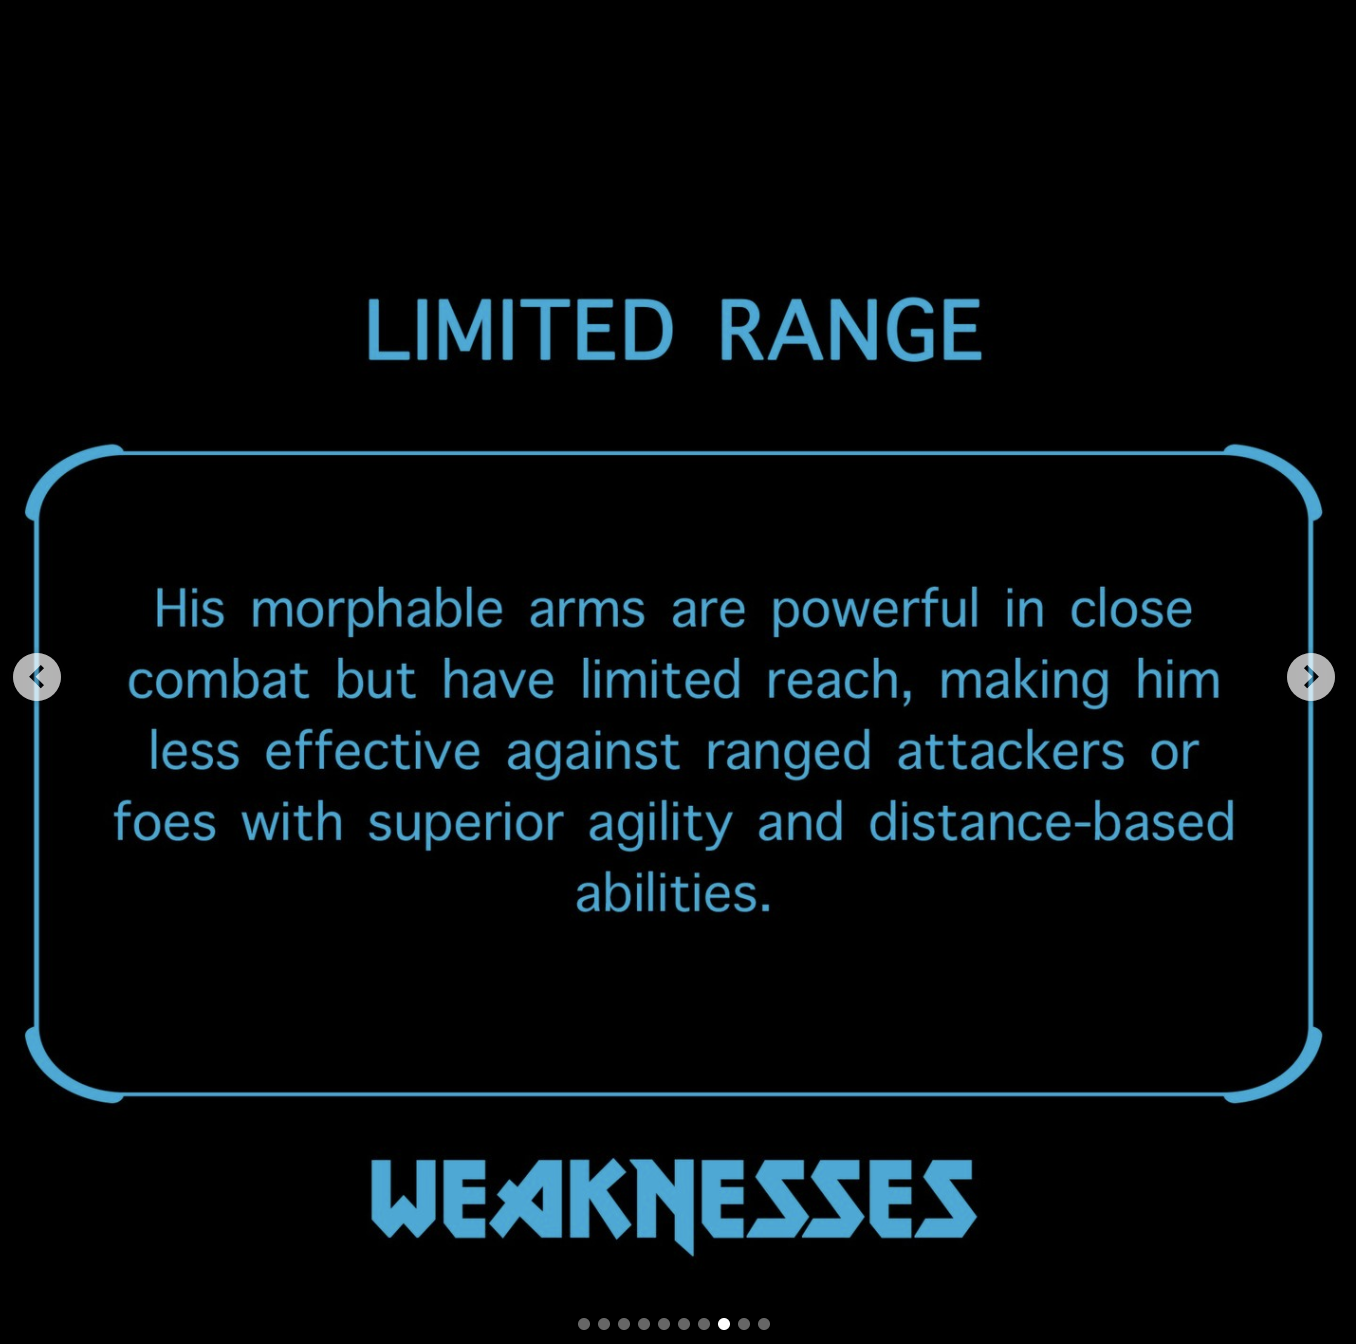 LIMITED RANGE
His morphable arms are powerful in close
combat but have limited reach, making him
less effective against ranged attackers or
foes with superior agility and distance-based
abilities.
WEAKNESSES